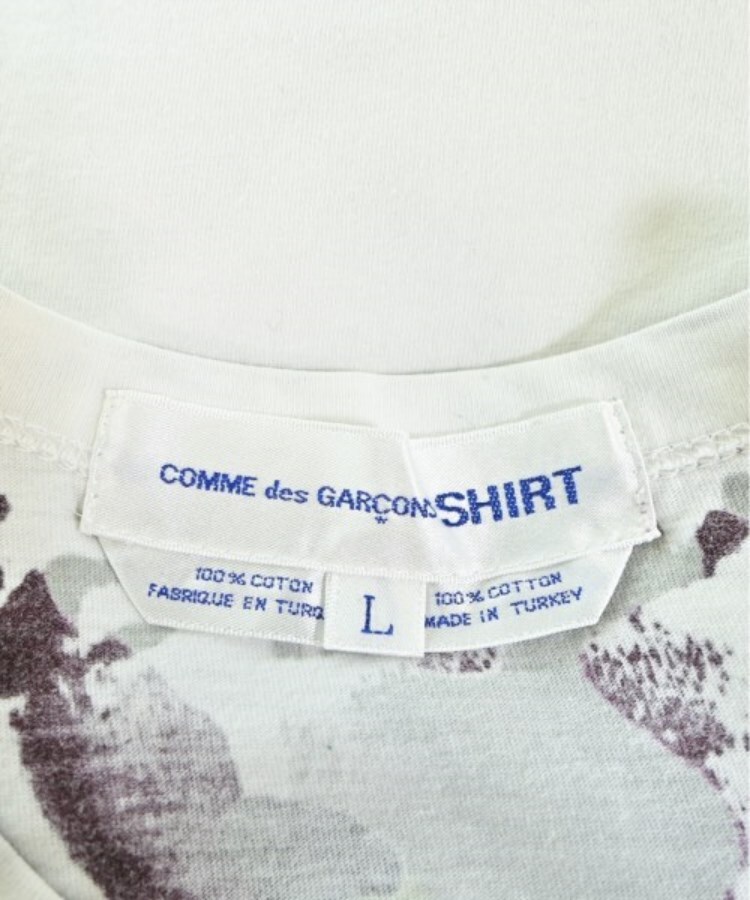 COMME des GARÇONS SHIRT
100% COTON
FABRIQUE EN TURQ
L
100% COTTON
MADE IN TURKEY